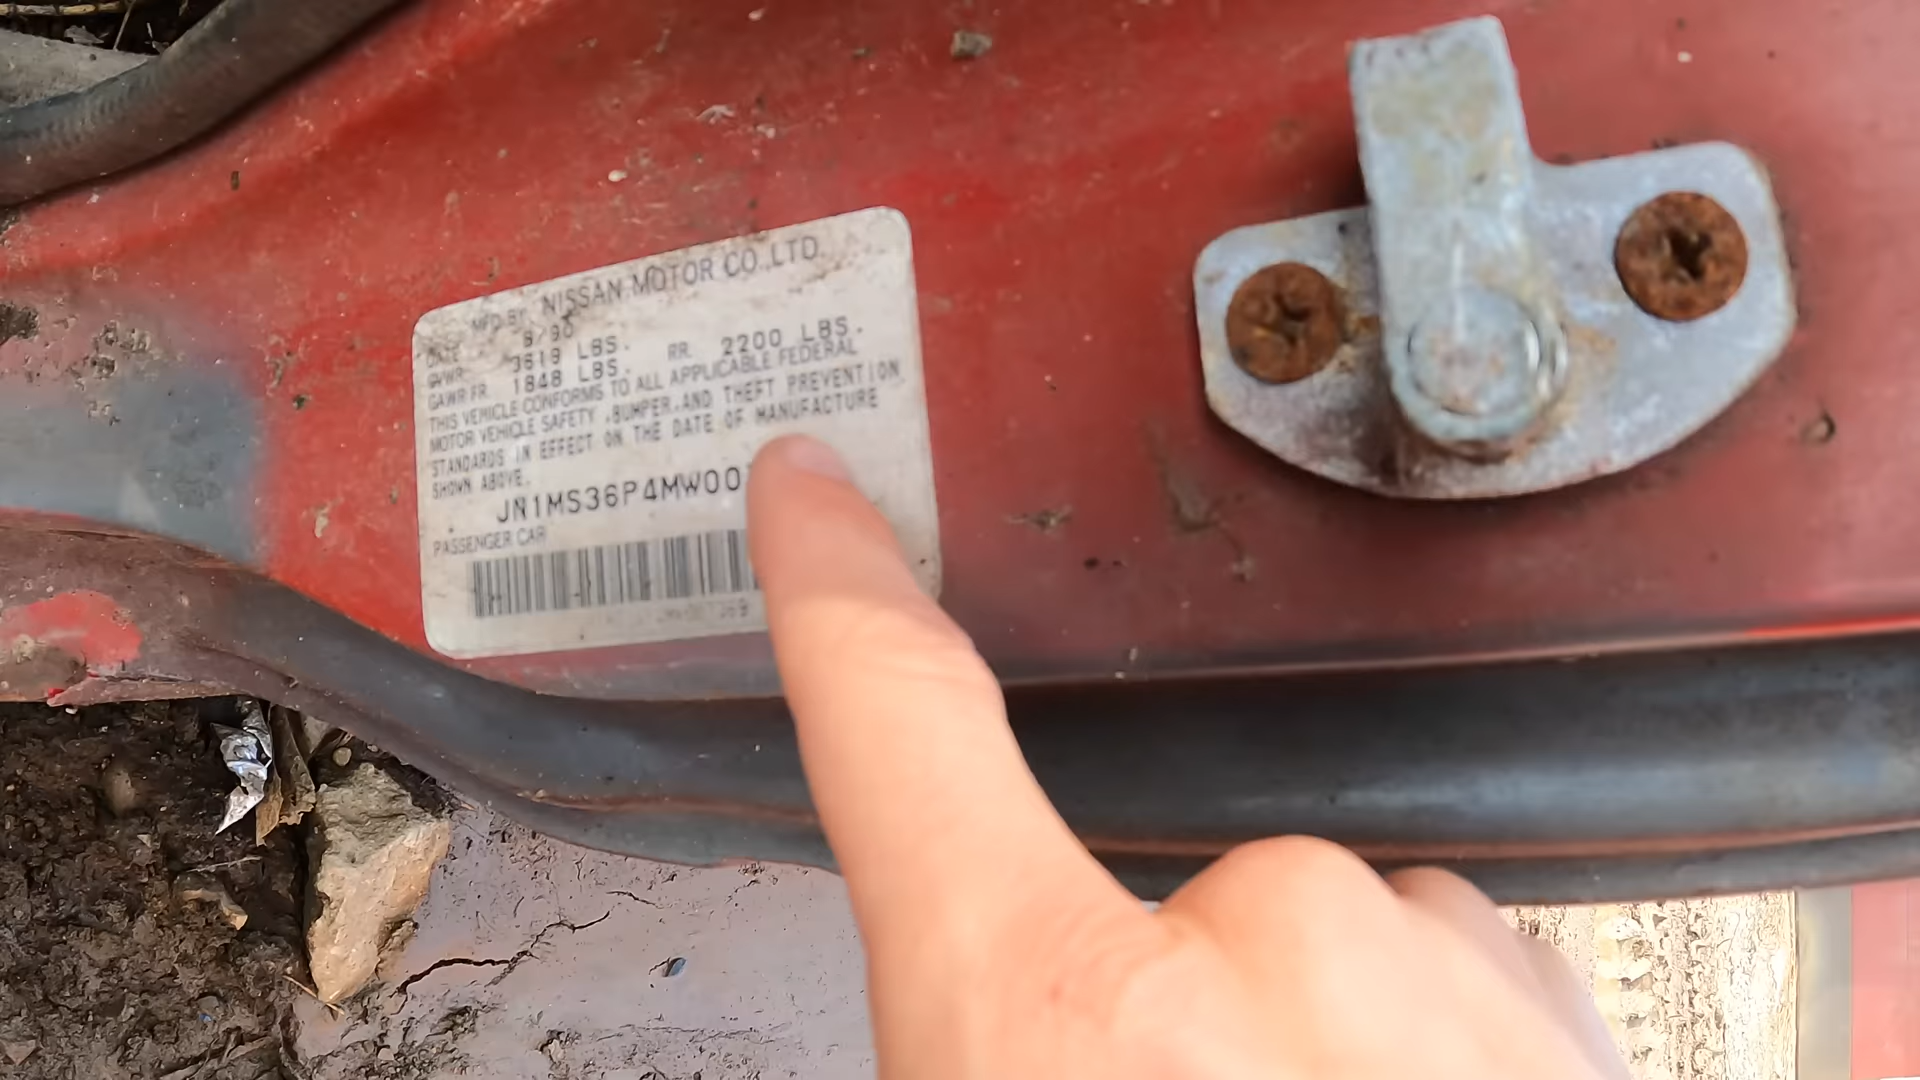 MFD BY NISSAN MOTOR CO.,LTD.
DATE 8/90
GVWR 3619 LBS.
GAWR FR. 1848 LBS. RR. 2200 LBS.
THIS VEHICLE CONFORMS TO ALL APPLICABLE FEDERAL
MOTOR VEHICLE SAFETY ,BUMPER,AND THEFT PREVENTION
STANDARDS IN EFFECT ON THE DATE OF MANUFACTURE
SHOWN ABOVE.
JN1MS36P4MW00
PASSENGER CAR